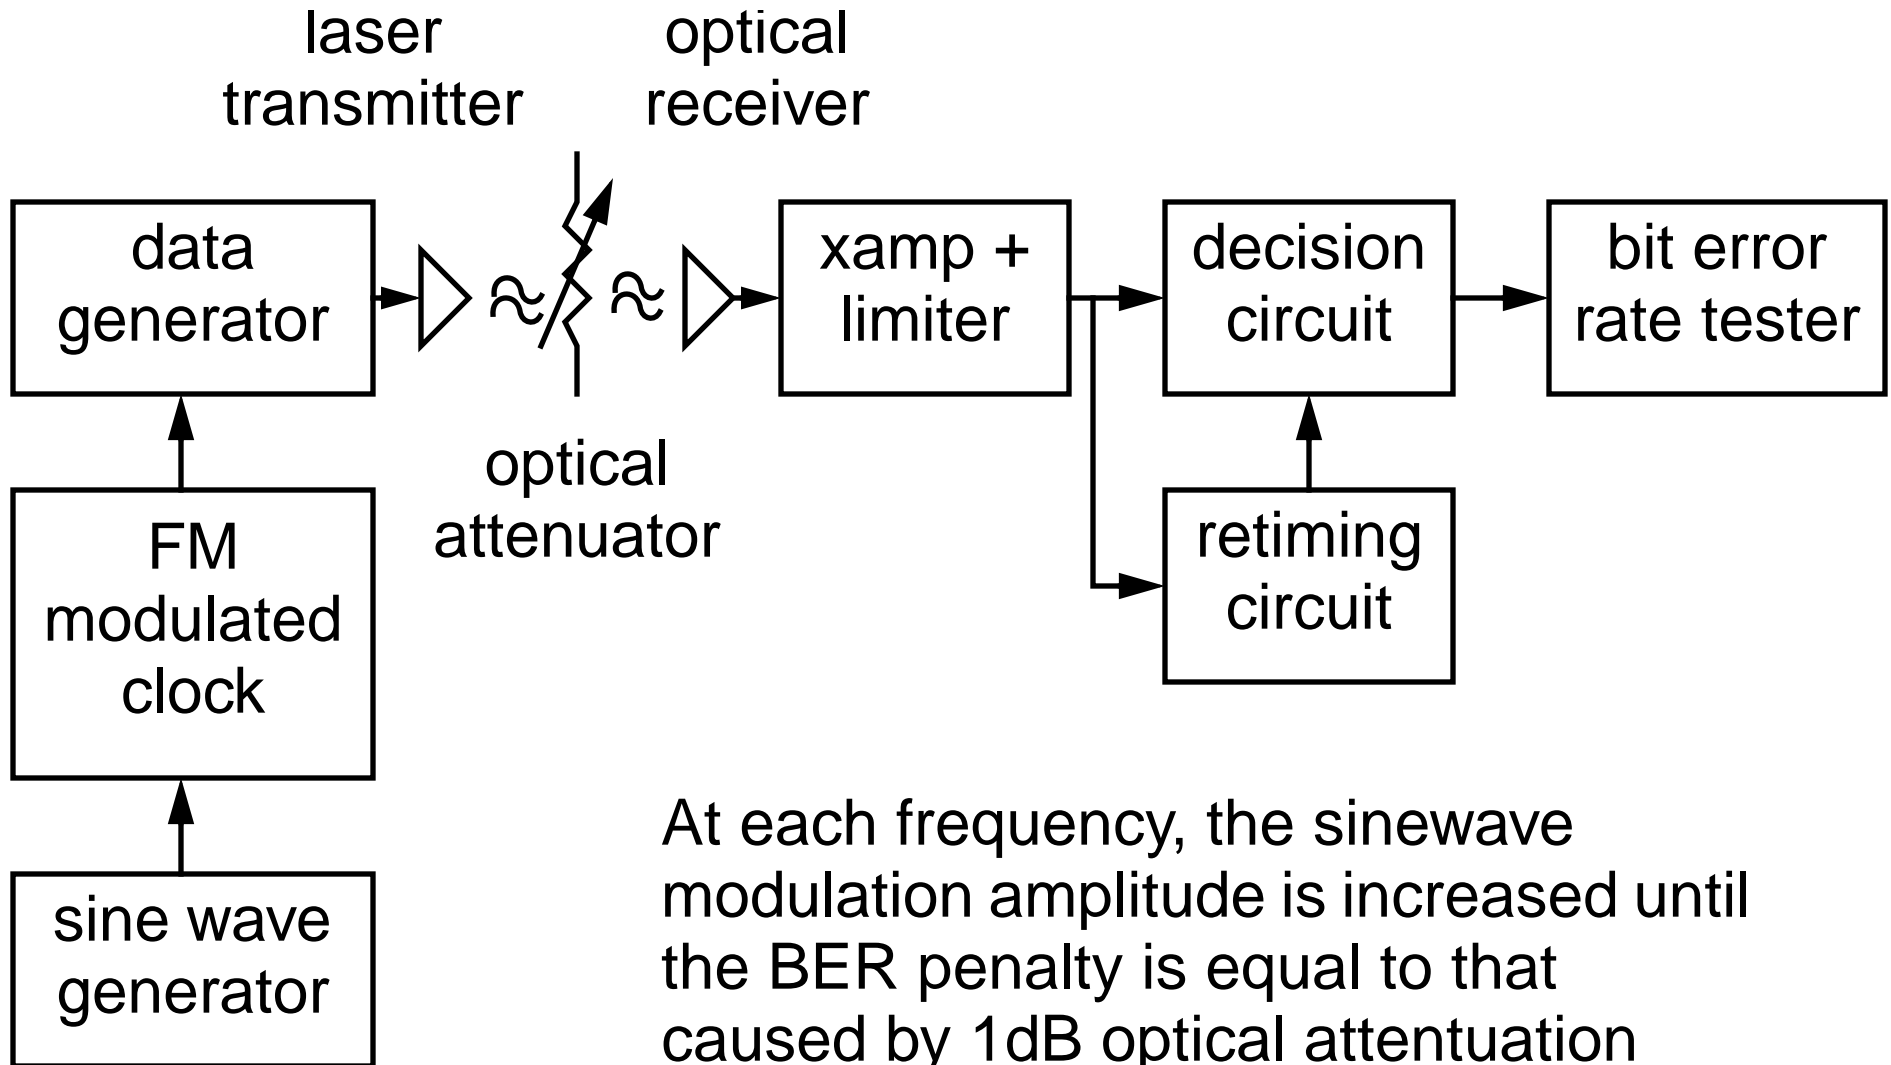 laser
transmitter
optical
receiver
data
generator
xamp +
limiter
decision
circuit
bit error
rate tester
optical
attenuator
FM
modulated
clock
retiming
circuit
sine wave
generator
At each frequency, the sinewave
modulation amplitude is increased until
the BER penalty is equal to that
caused by 1dB optical attentuation